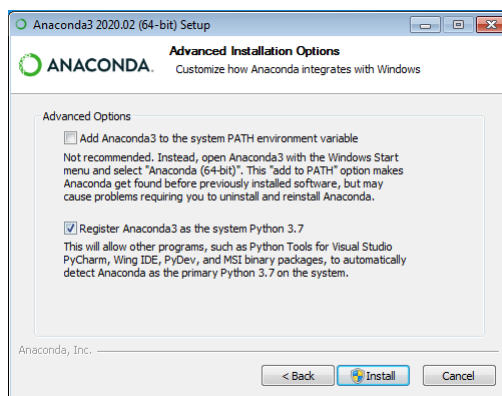 Anaconda3 2020.02 (64-bit) Setup
ANACONDA.
Advanced Installation Options
Customize how Anaconda integrates with Windows
Advanced Options
Add Anaconda3 to the system PATH environment variable
Not recommended. Instead, open Anaconda3 with the Windows Start
menu and select "Anaconda (64-bit)". This "add to PATH" option makes
Anaconda get found before previously installed software, but may
cause problems requiring you to uninstall and reinstall Anaconda.
Register Anaconda3 as the system Python 3.7
This will allow other programs, such as Python Tools for Visual Studio
PyCharm, Wing IDE, PyDev, and MSI binary packages, to automatically
detect Anaconda as the primary Python 3.7 on the system.
Anaconda, Inc.
< Back
Install
Cancel